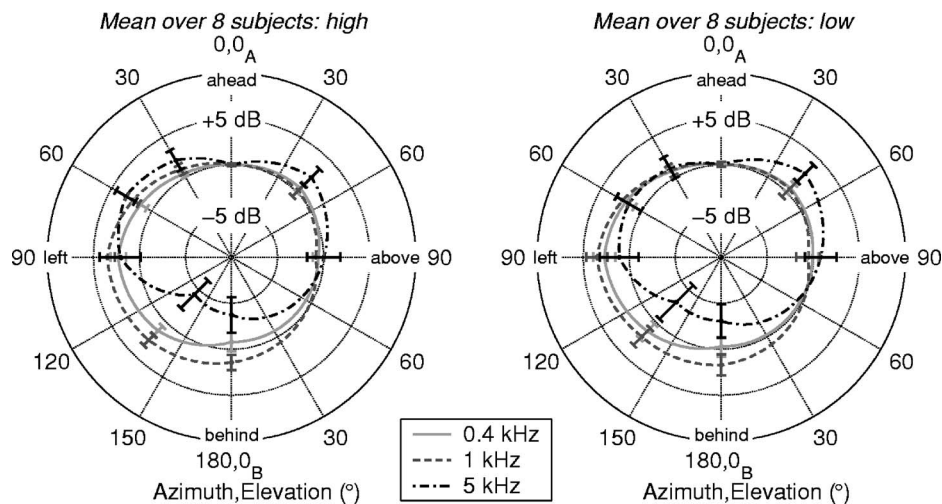 Mean over 8 subjects: high
0,0A
30
30
ahead
+5 dB
60
60
−5 dB
90
left
above
90
120
60
150
30
behind
180,0B
Azimuth,Elevation (°)
Mean over 8 subjects: low
0,0A
30
30
ahead
+5 dB
60
60
−5 dB
90
left
above
90
120
60
150
30
behind
180,0B
Azimuth,Elevation (°)
0.4 kHz
1 kHz
5 kHz